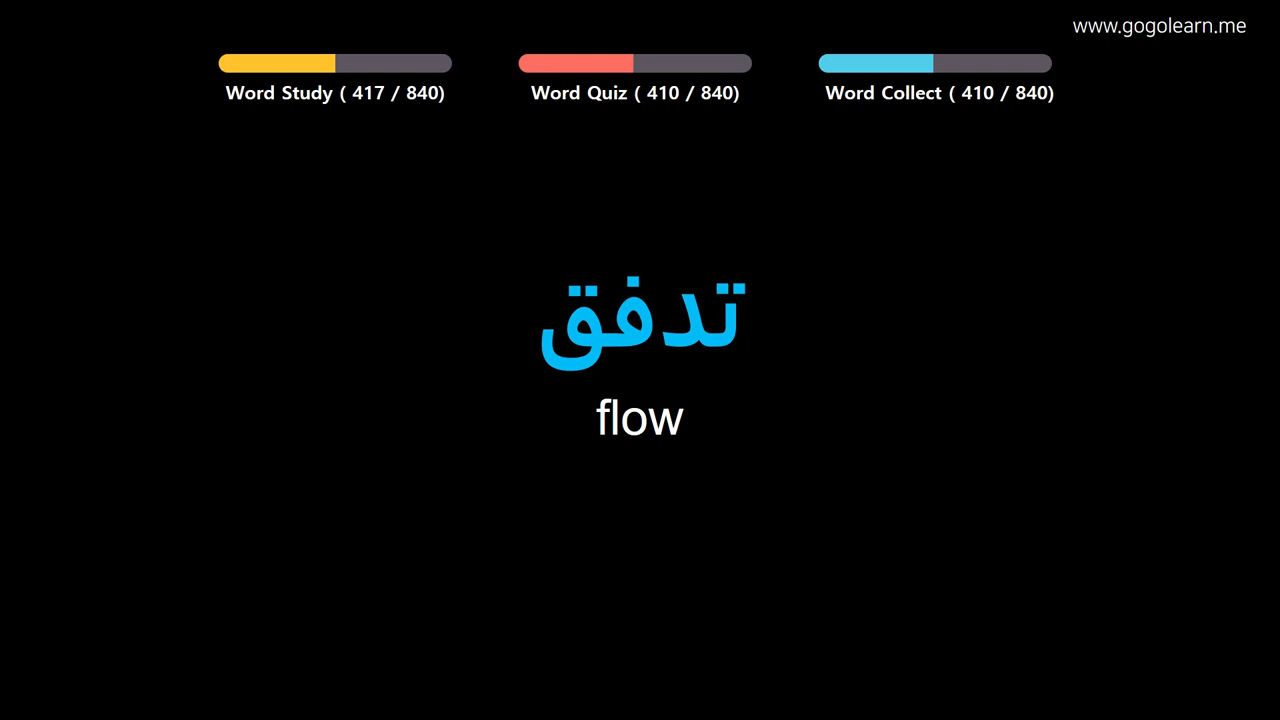 www.gogolearn.me
Word Study ( 417 / 840)
Word Quiz ( 410 / 840)
Word Collect ( 410 / 840)
تدفق
flow